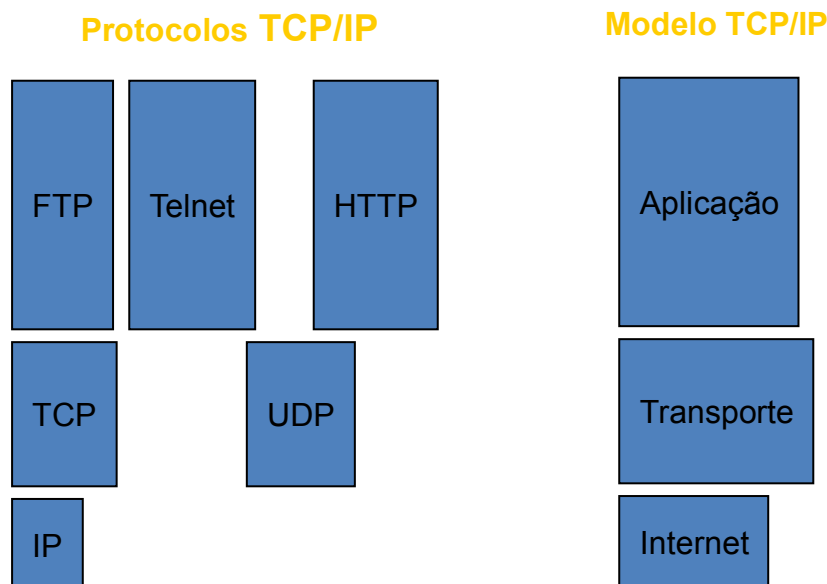 Protocolos TCP/IP
Modelo TCP/IP
FTP
Telnet
HTTP
Aplicação
TCP
UDP
Transporte
IP
Internet